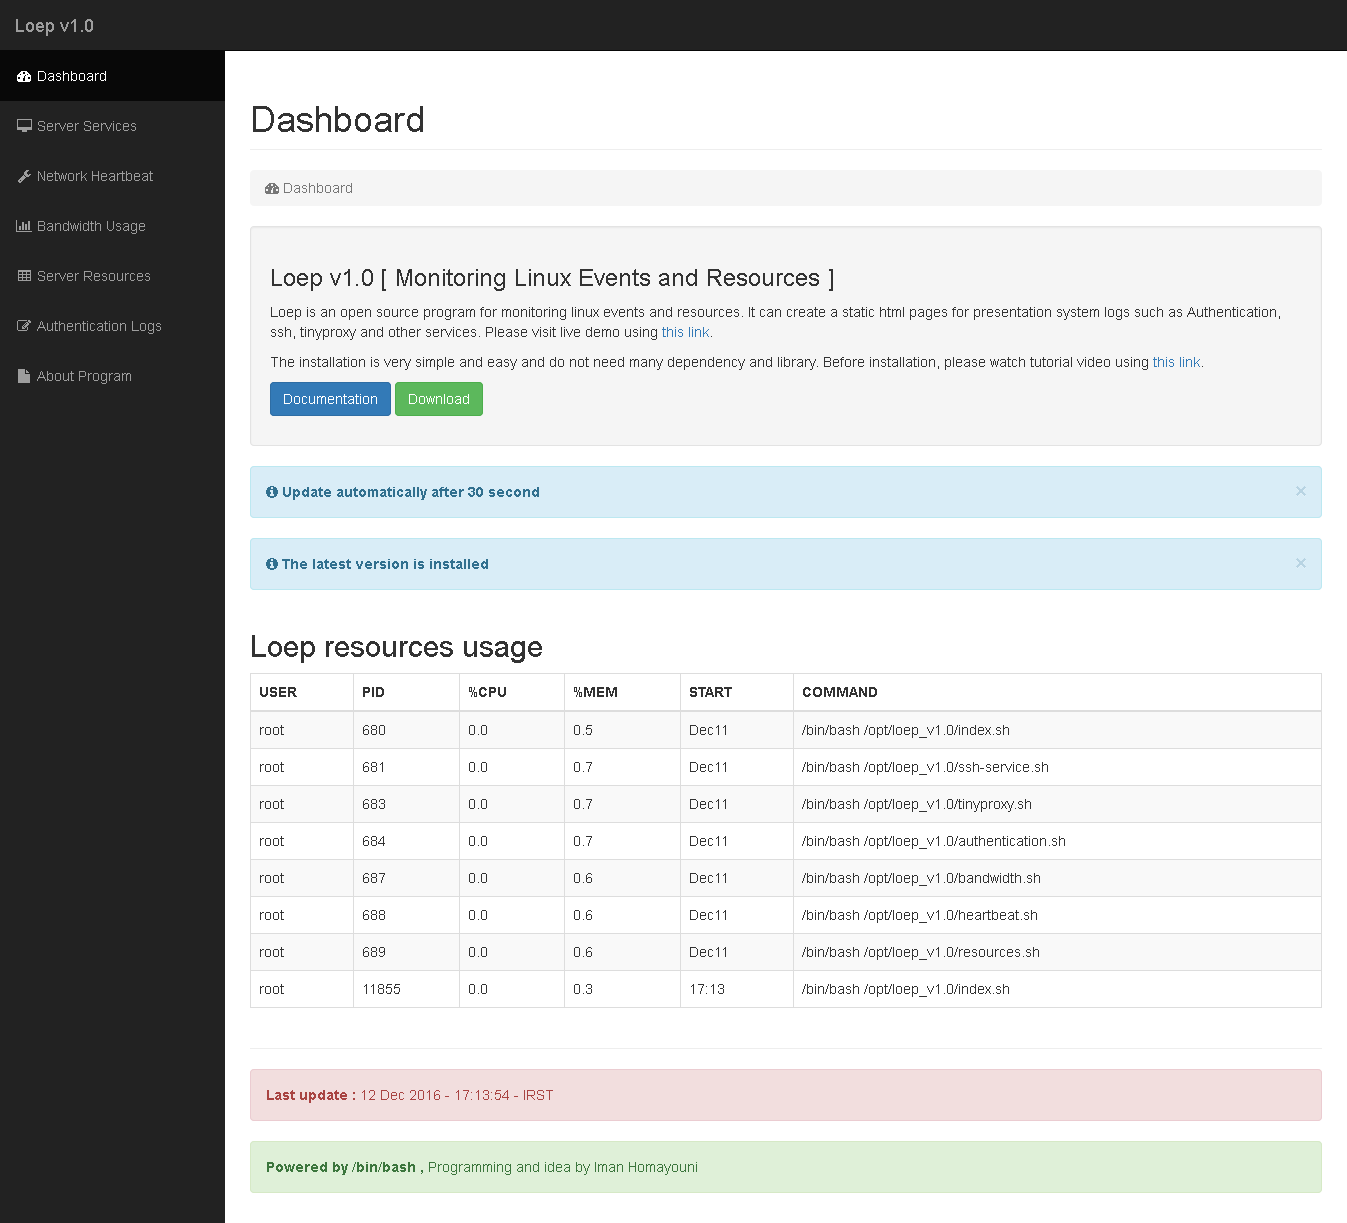 Loep v1.0
Dashboard
Server Services
Network Heartbeat
Bandwidth Usage
Server Resources
Authentication Logs
About Program
Dashboard
Dashboard
Loep v1.0 [ Monitoring Linux Events and Resources ]
Loep is an open source program for monitoring linux events and resources. It can create a static html pages for presentation system logs such as Authentication,
ssh, tinyproxy and other services. Please visit live demo using this link.
The installation is very simple and easy and do not need many dependency and library. Before installation, please watch tutorial video using this link.
Documentation Download
Update automatically after 30 second ×
The latest version is installed ×
Loep resources usage
USER PID %CPU %MEM START COMMAND
root 680 0.0 0.5 Dec11 /bin/bash /opt/loep_v1.0/index.sh
root 681 0.0 0.7 Dec11 /bin/bash /opt/loep_v1.0/ssh-service.sh
root 683 0.0 0.7 Dec11 /bin/bash /opt/loep_v1.0/tinyproxy.sh
root 684 0.0 0.7 Dec11 /bin/bash /opt/loep_v1.0/authentication.sh
root 687 0.0 0.6 Dec11 /bin/bash /opt/loep_v1.0/bandwidth.sh
root 688 0.0 0.6 Dec11 /bin/bash /opt/loep_v1.0/heartbeat.sh
root 689 0.0 0.6 Dec11 /bin/bash /opt/loep_v1.0/resources.sh
root 11855 0.0 0.3 17:13 /bin/bash /opt/loep_v1.0/index.sh
Last update : 12 Dec 2016 - 17:13:54 - IRST
Powered by /bin/bash , Programming and idea by Iman Homayouni